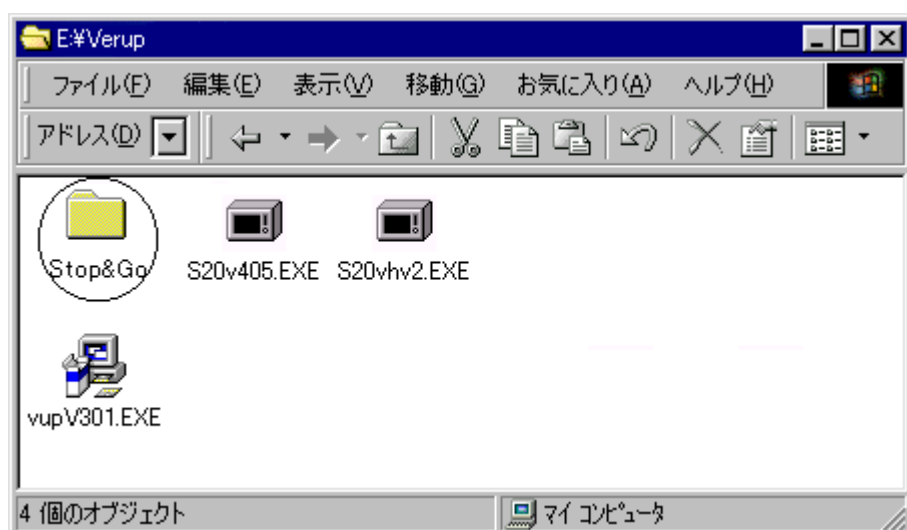 E:¥Verup
ファイル(F) 編集(E) 表示(V) 移動(G) お気に入り(A) ヘルプ(H)
アドレス(D)
Stop&Go S20v405.EXE S20vhv2.EXE
vupV301.EXE
4 個のオブジェクト マイ コンピュータ